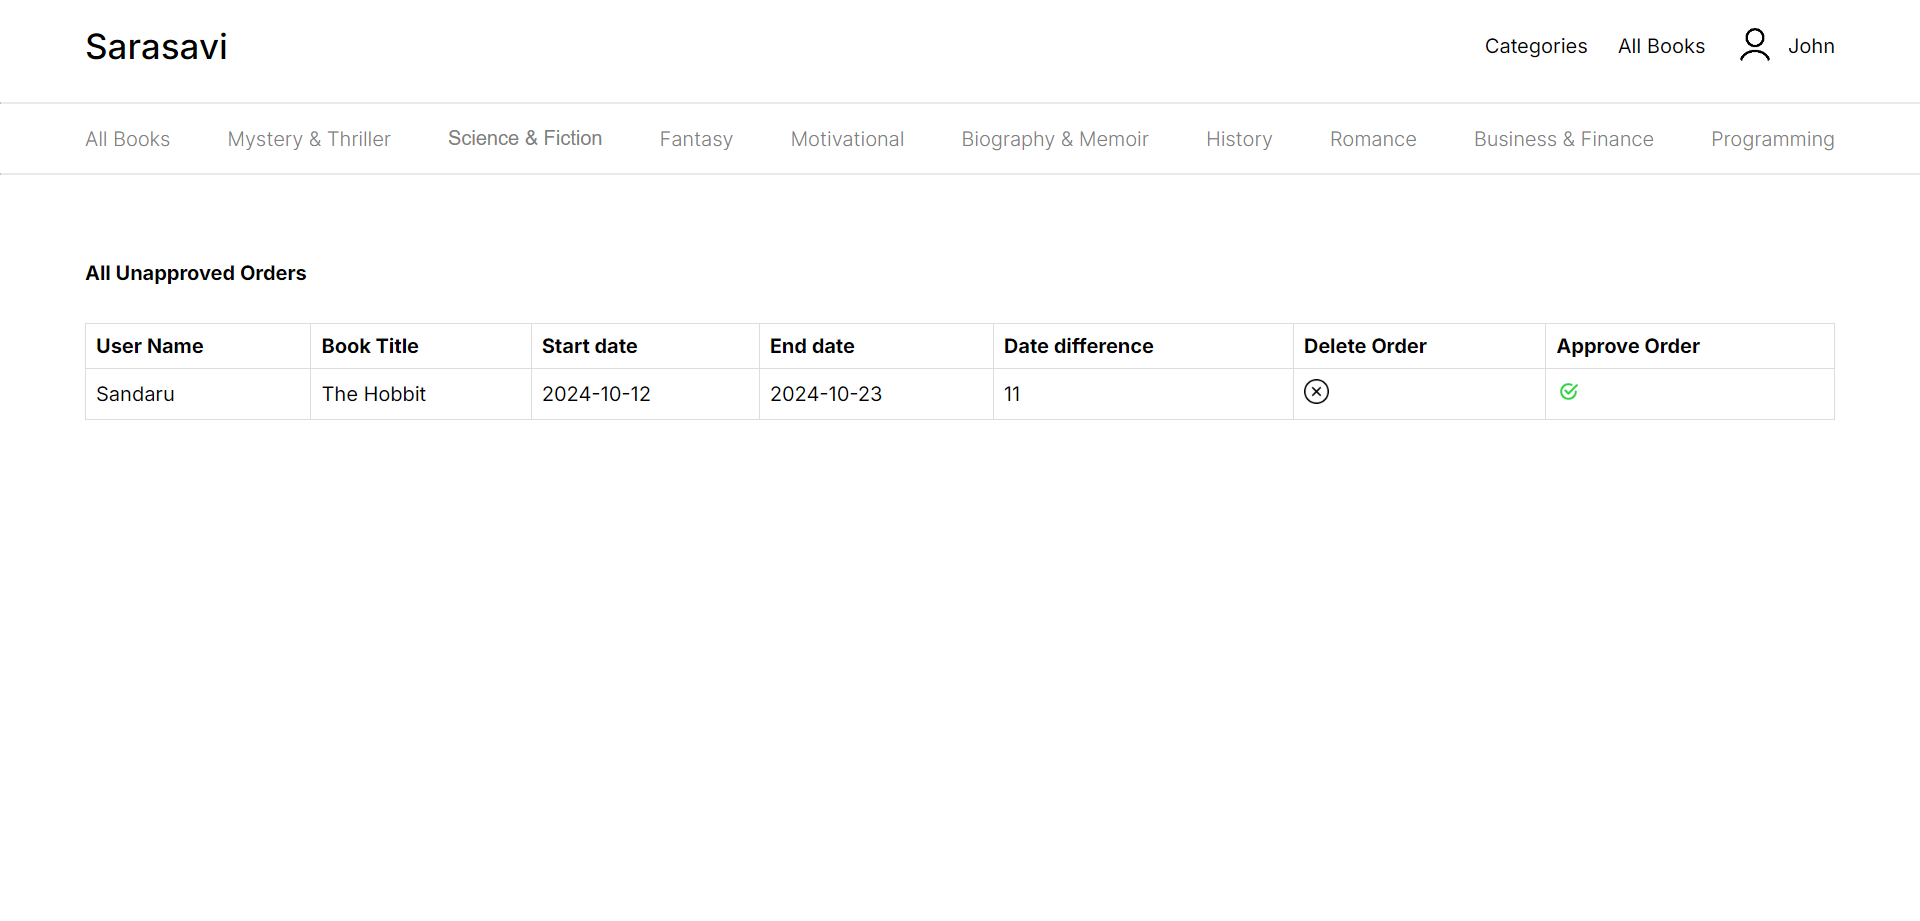 Sarasavi
Categories All Books John
All Books Mystery & Thriller Science & Fiction Fantasy Motivational Biography & Memoir History Romance Business & Finance Programming
All Unapproved Orders
User Name Book Title Start date End date Date difference Delete Order Approve Order
Sandaru The Hobbit 2024-10-12 2024-10-23 11